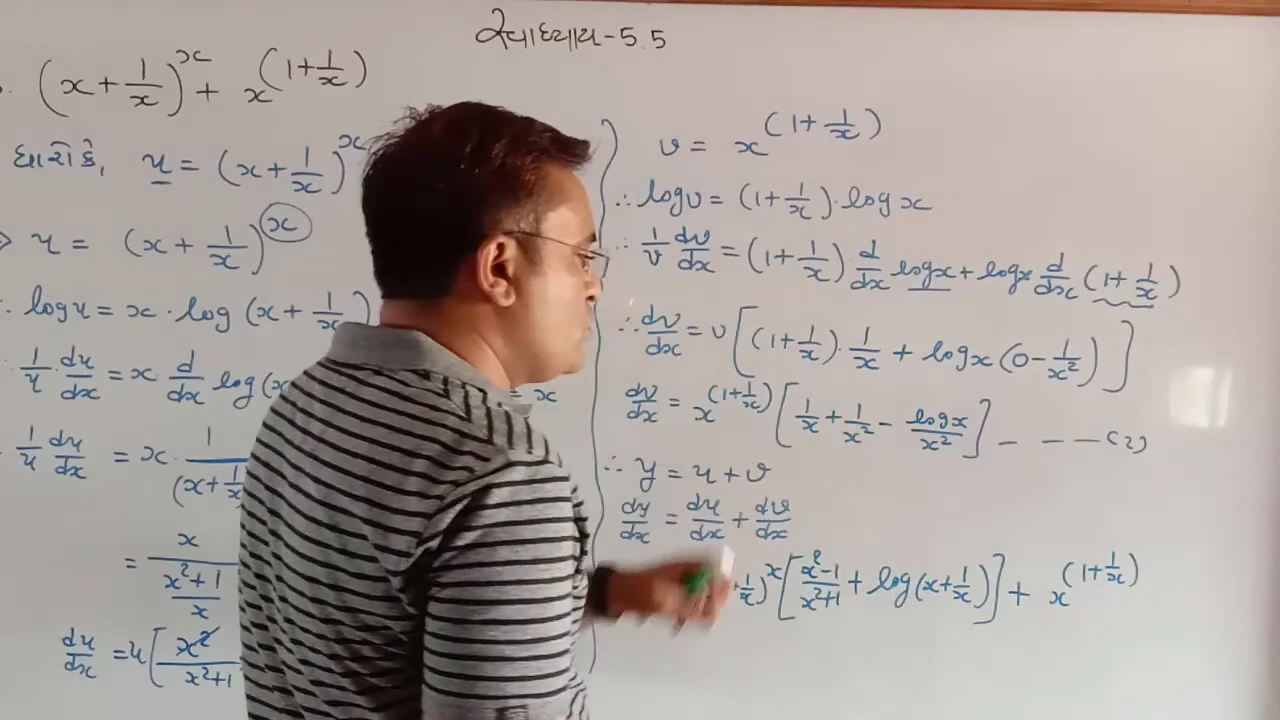 સ્વાધ્યાય-5.5
(x+1/x)^x + x^(1+1/x)
ધારો કે, u = (x+1/x)^x
u = (x+1/x)^x
log u = x · log (x+1/x)
1/u du/dx = x d/dx log (x
1/u du/dx = x · 1/(x+1/x
= x/((x²+1)/x)
du/dx = u [x²/(x²+1)
v = x^(1+1/x)
∴ log v = (1+1/x) · log x
∴ 1/v dv/dx = (1+1/x) d/dx log x + log x d/dx (1+1/x)
∴ dv/dx = v [(1+1/x) · 1/x + log x (0 − 1/x²)]
dv/dx = x^(1+1/x) [1/x + 1/x² − log x/x²] - - - - (2)
∴ y = u + v
dy/dx = du/dx + dv/dx
+1/x)^x [(x²−1)/(x²+1) + log (x+1/x)] + x^(1+1/x)